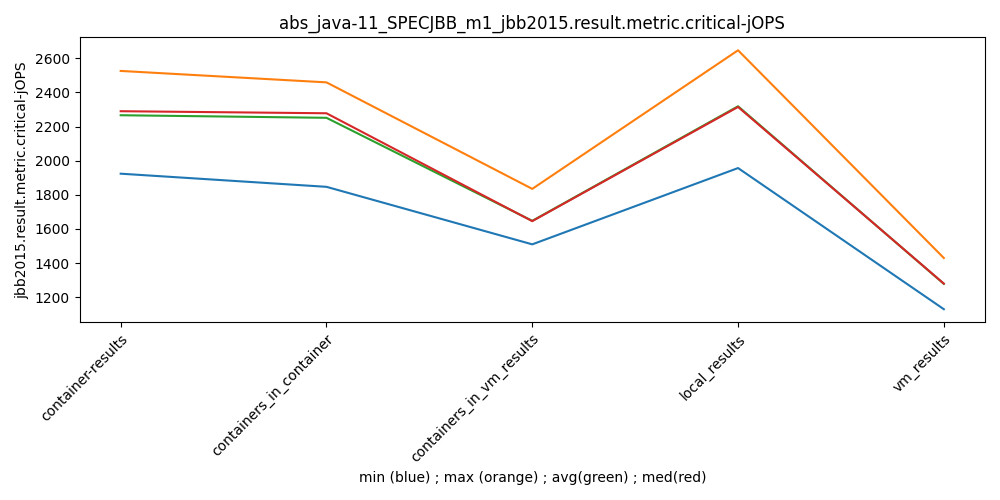 abs_java-11_SPECJBB_m1_jbb2015.result.metric.critical-jOPS
jbb2015.result.metric.critical-jOPS
2600
2400
2200
2000
1800
1600
1400
1200
container-results
containers_in_container
containers_in_vm_results
local_results
vm_results
min (blue) ; max (orange) ; avg(green) ; med(red)